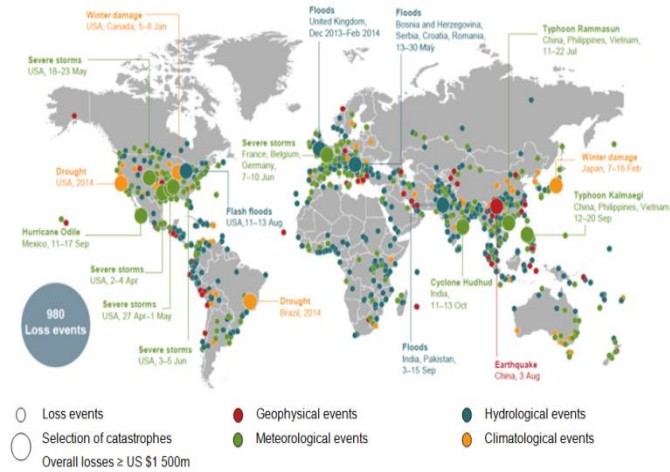 Winter damage
USA, Canada, 5–8 Jan
Floods
United Kingdom,
Dec 2013–Feb 2014
Floods
Bosnia and Herzegovina,
Serbia, Croatia, Romania,
13–30 May
Typhoon Rammasun
China, Philippines, Vietnam,
11–22 Jul
Severe storms
USA, 18–23 May
Severe storms
France, Belgium,
Germany,
7–10 Jun
Winter damage
Japan, 7–16 Feb
Drought
USA, 2014
Flash floods
USA, 11–13 Aug
Typhoon Kalmaegi
China, Philippines, Vietnam
12–20 Sep
Hurricane Odile
Mexico, 11–17 Sep
Severe storms
USA, 2–4 Apr
Cyclone Hudhud
India,
11–13 Oct
Severe storms
USA, 27 Apr–1 May
Drought
Brazil, 2014
980
Loss events
Severe storms
USA, 3–5 Jun
Floods
India, Pakistan,
3–15 Sep
Earthquake
China, 3 Aug
Loss events
Geophysical events
Hydrological events
Selection of catastrophes
Meteorological events
Climatological events
Overall losses ≥ US $1 500m